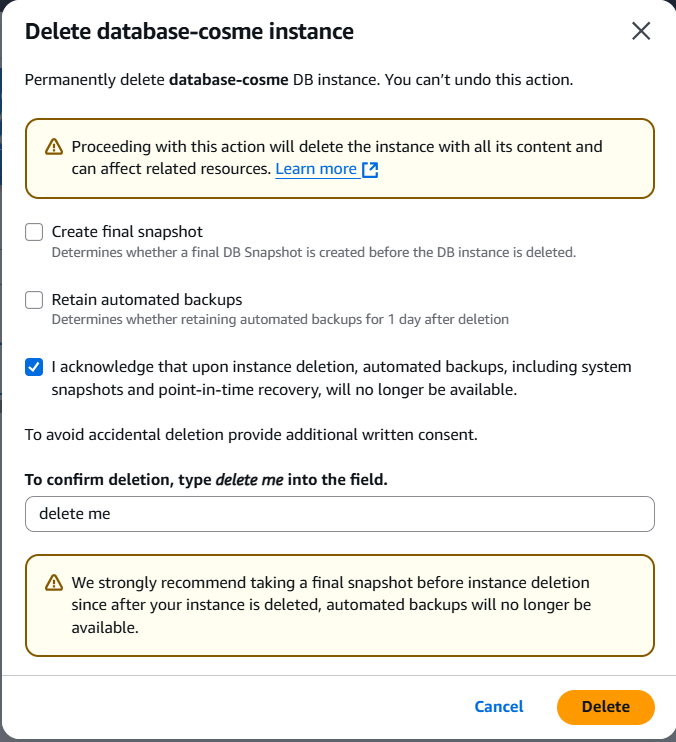 Delete database-cosme instance
Permanently delete database-cosme DB instance. You can’t undo this action.
Proceeding with this action will delete the instance with all its content and
can affect related resources. Learn more
Create final snapshot
Determines whether a final DB Snapshot is created before the DB instance is deleted.
Retain automated backups
Determines whether retaining automated backups for 1 day after deletion
I acknowledge that upon instance deletion, automated backups, including system
snapshots and point-in-time recovery, will no longer be available.
To avoid accidental deletion provide additional written consent.
To confirm deletion, type delete me into the field.
delete me
We strongly recommend taking a final snapshot before instance deletion
since after your instance is deleted, automated backups will no longer be
available.
Cancel
Delete